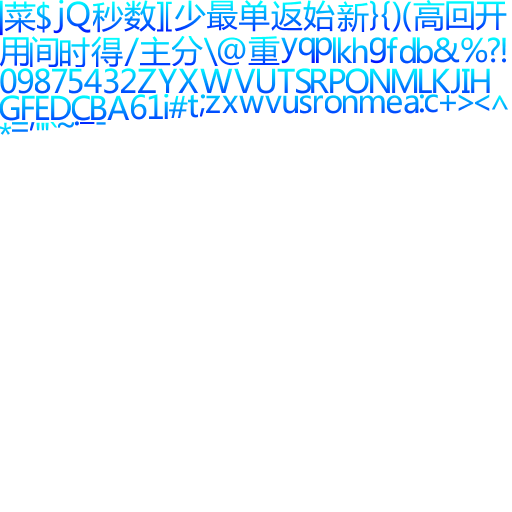 |菜$jQ秒数][少最单返始新}{)(高回开
用间时得/主分\@重yqplkhgfdb&%?!
09875432ZYXWVUTSRPONMLKJIH
GFEDCBA61i#t;zxwvusronmea:c+><^
*=,"'`~._-